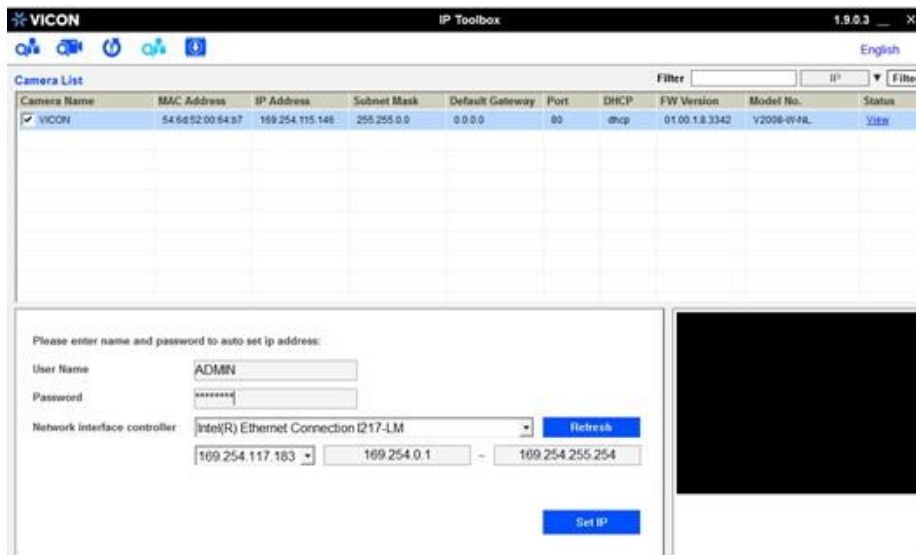 VICON IP Toolbox 1.9.0.3
English
Camera List Filter IP Filte
Camera Name MAC Address IP Address Subnet Mask Default Gateway Port DHCP FW Version Model No. Status
VICON 54:6d:52:00:64:b7 169.254.115.146 255.255.0.0 0.0.0.0 80 dhcp 01.00.1.8.3342 V2008-W-NL. View
Please enter name and password to auto set ip address:
User Name ADMIN
Password ********
Network interface controller Intel(R) Ethernet Connection I217-LM Refresh
169.254.117.183 169.254.0.1 ~ 169.254.255.254
Set IP